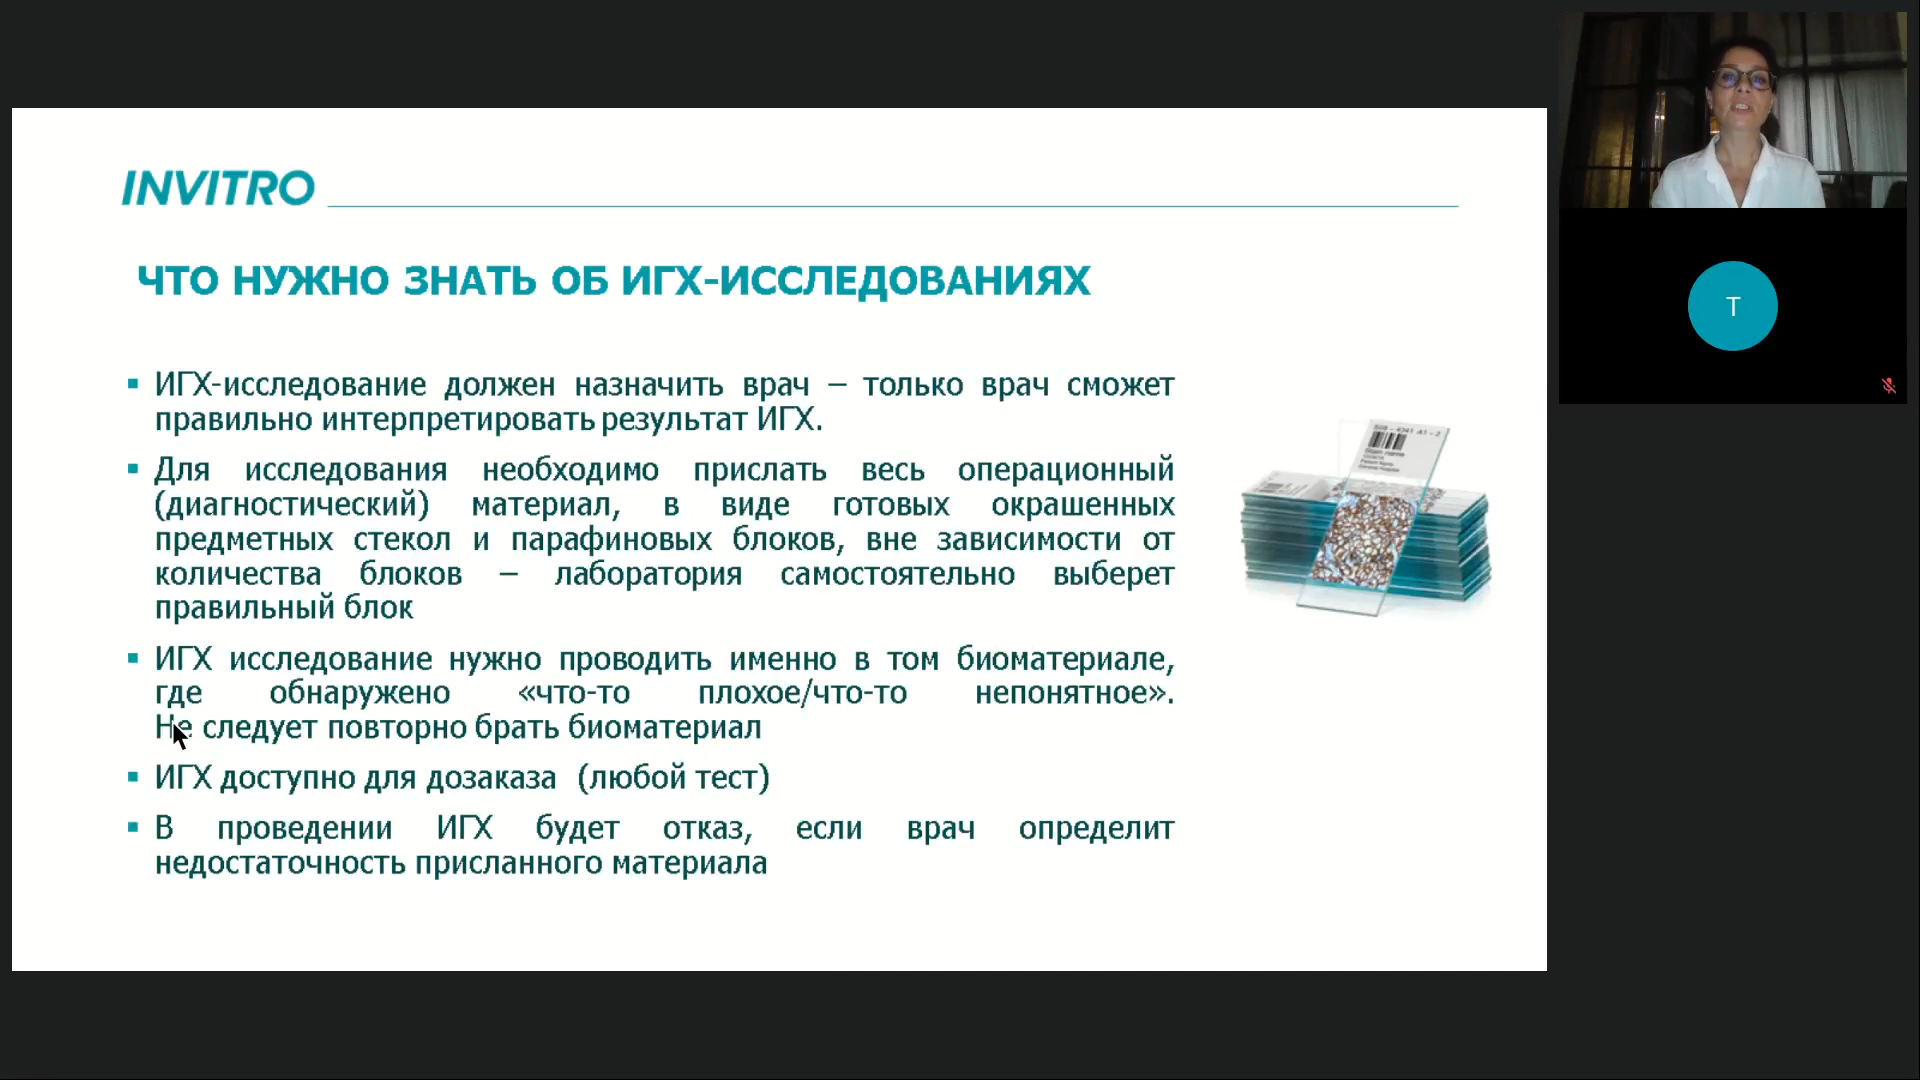 INVITRO
ЧТО НУЖНО ЗНАТЬ ОБ ИГХ-ИССЛЕДОВАНИЯХ
▪ ИГХ-исследование должен назначить врач – только врач сможет
правильно интерпретировать результат ИГХ.
▪ Для исследования необходимо прислать весь операционный
(диагностический) материал, в виде готовых окрашенных
предметных стекол и парафиновых блоков, вне зависимости от
количества блоков – лаборатория самостоятельно выберет
правильный блок
▪ ИГХ исследование нужно проводить именно в том биоматериале,
где обнаружено «что-то плохое/что-то непонятное».
Не следует повторно брать биоматериал
▪ ИГХ доступно для дозаказа (любой тест)
▪ В проведении ИГХ будет отказ, если врач определит
недостаточность присланного материала
T